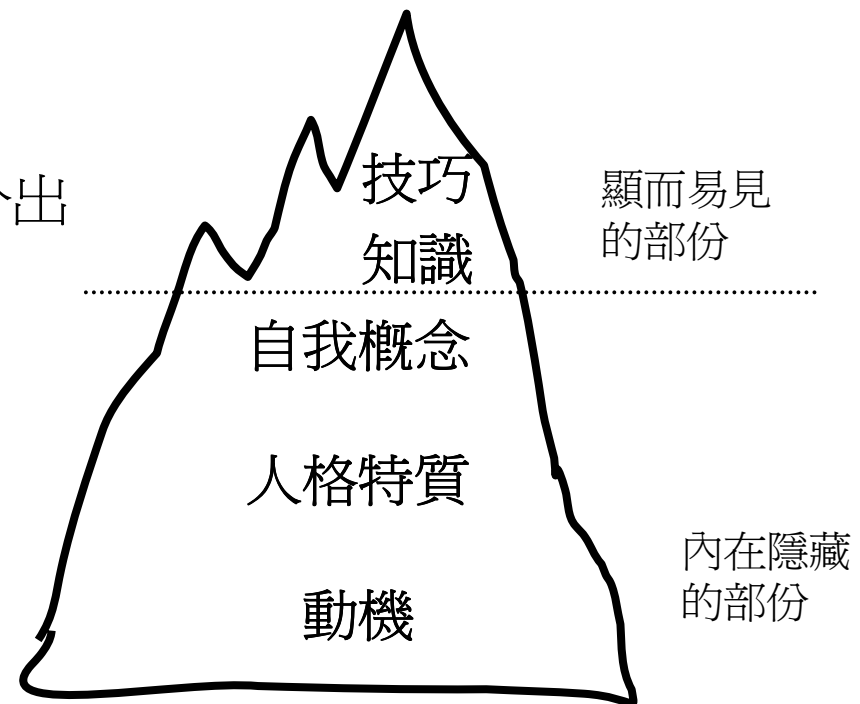 技巧
顯而易見
出
的部份
知識
自我概念
人格特質
內在隱藏
的部份
動機